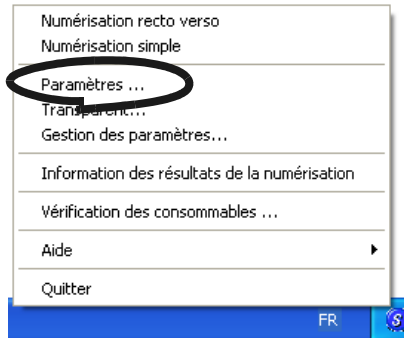 Numérisation recto verso
Numérisation simple
Paramètres ...
Transparent...
Gestion des paramètres...
Information des résultats de la numérisation
Vérification des consommables ...
Aide
Quitter
FR
S